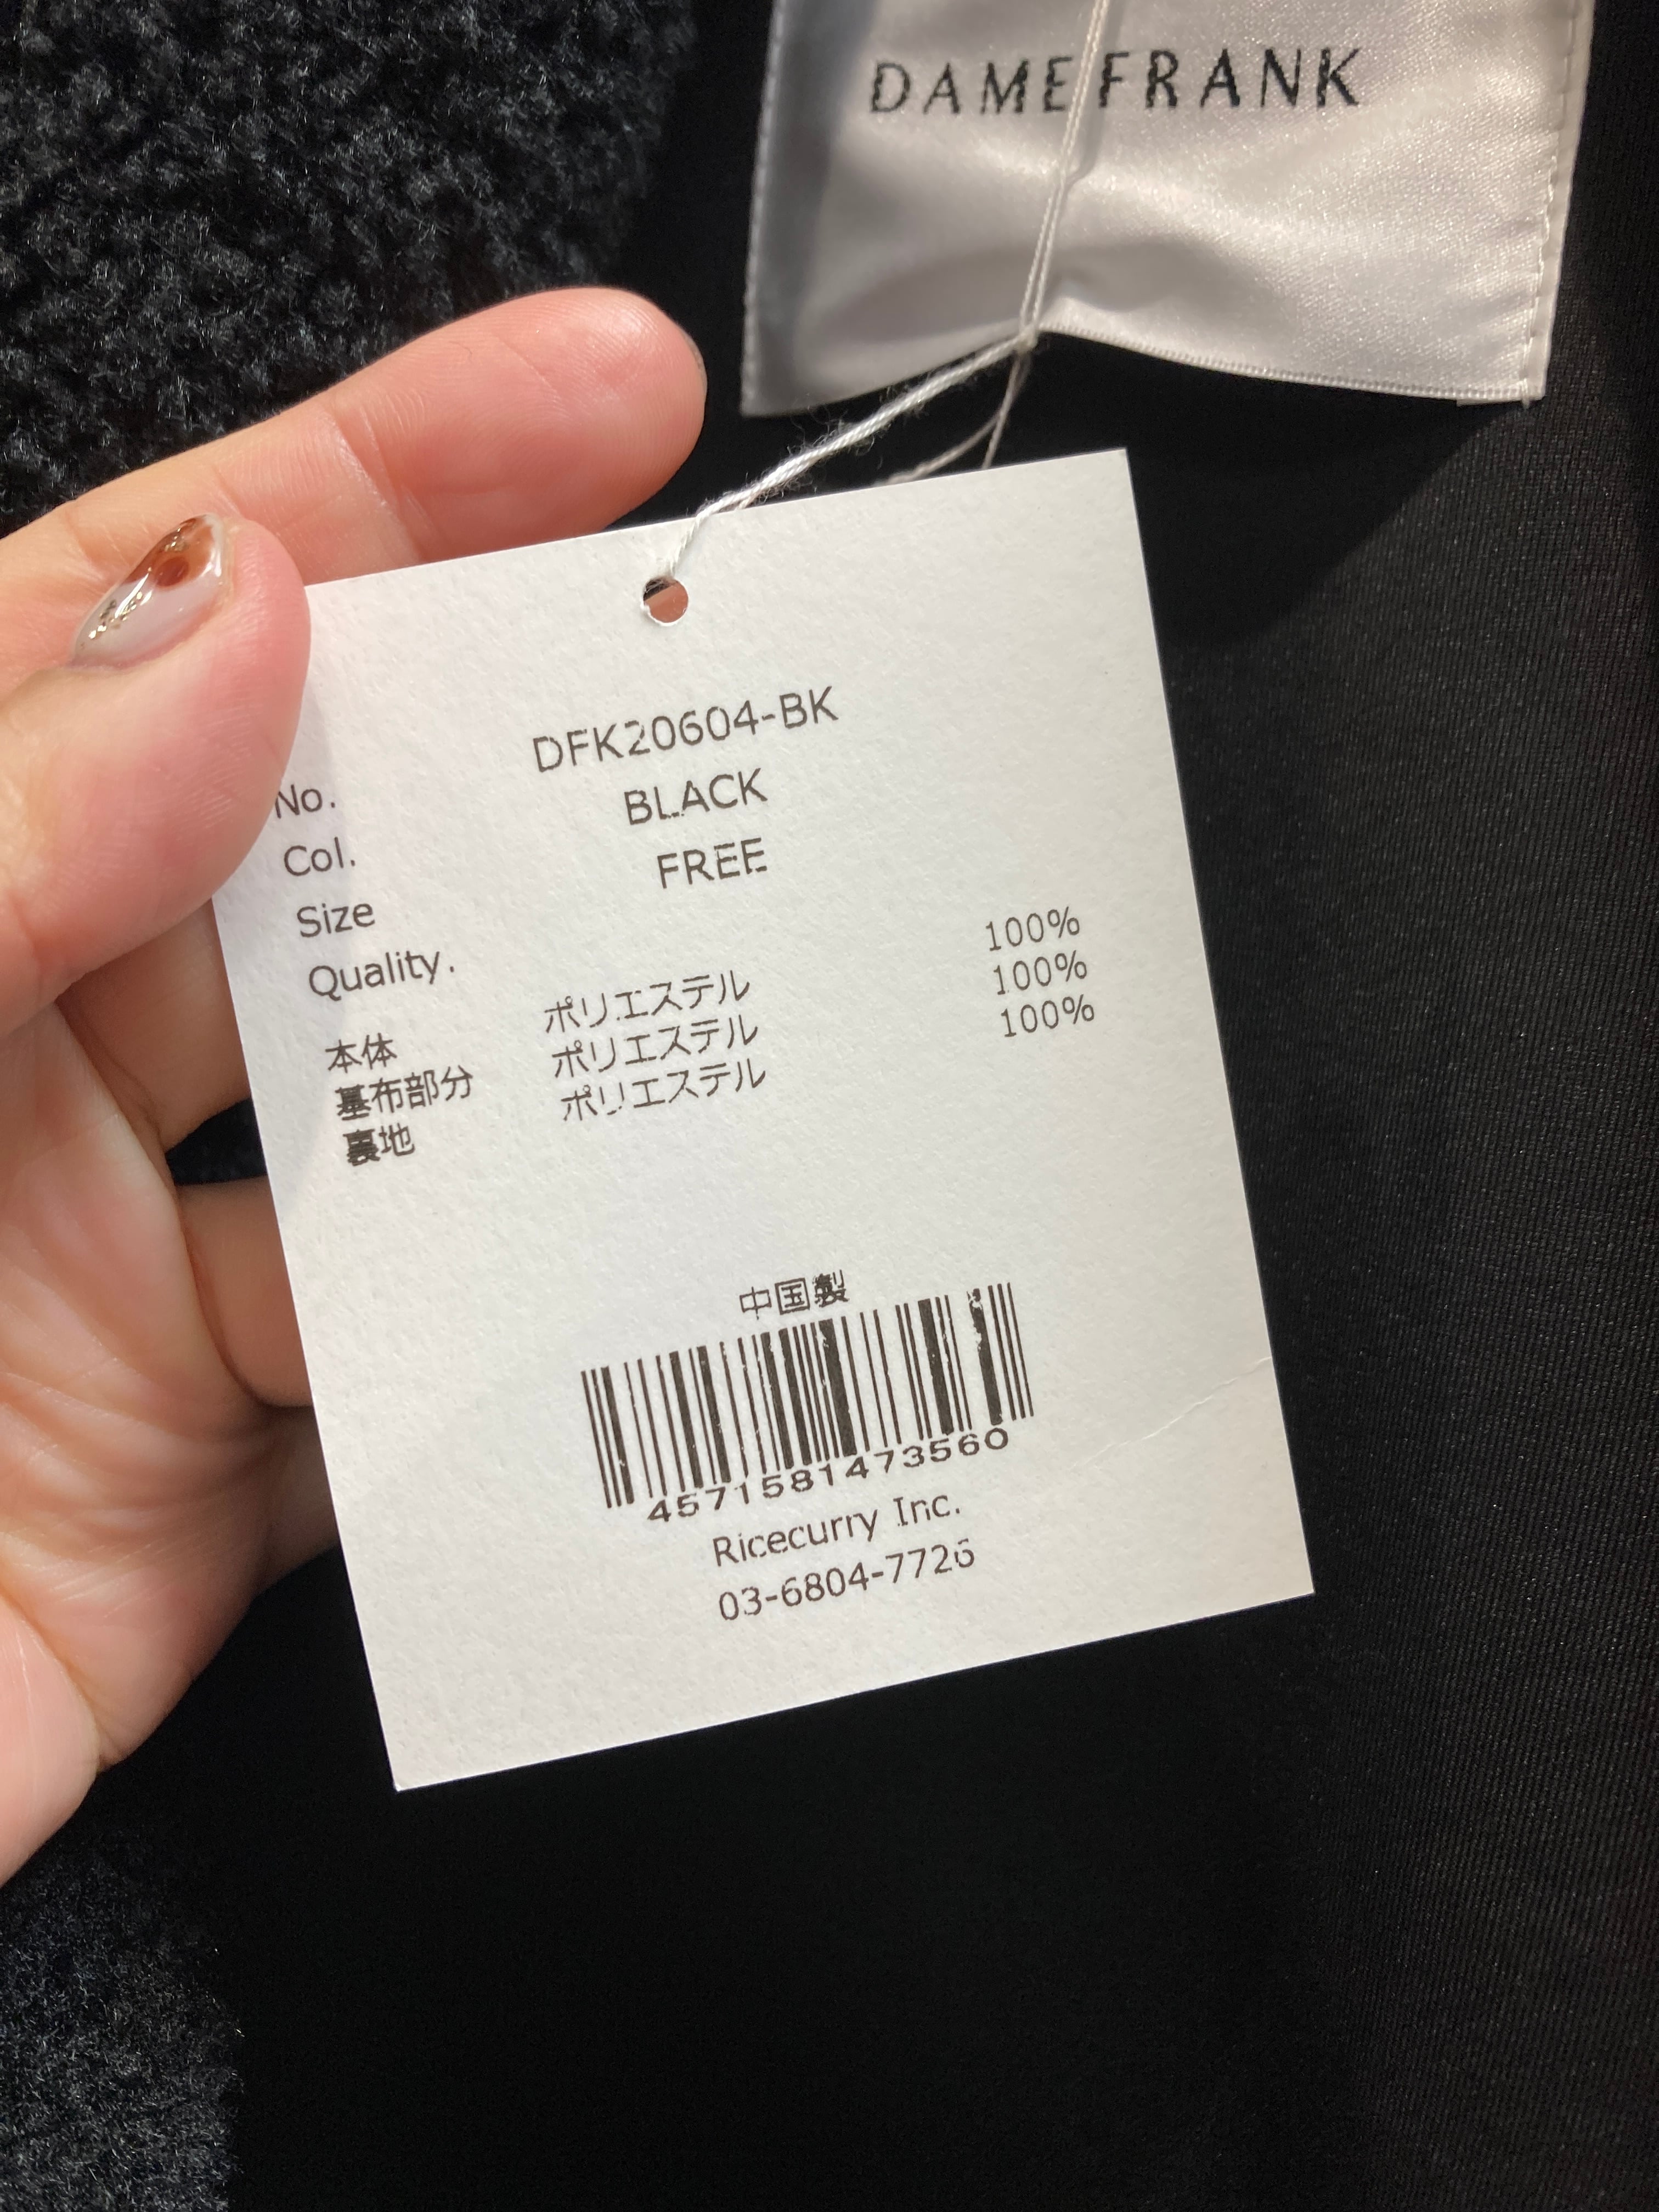 DAMEFRANK
No. DFK20604-BK
Col. BLACK
Size FREE
Quality.
本体 ポリエステル 100%
基布部分 ポリエステル 100%
裏地 ポリエステル 100%
中国製
4571581473560
Ricecurry Inc.
03-6804-7726